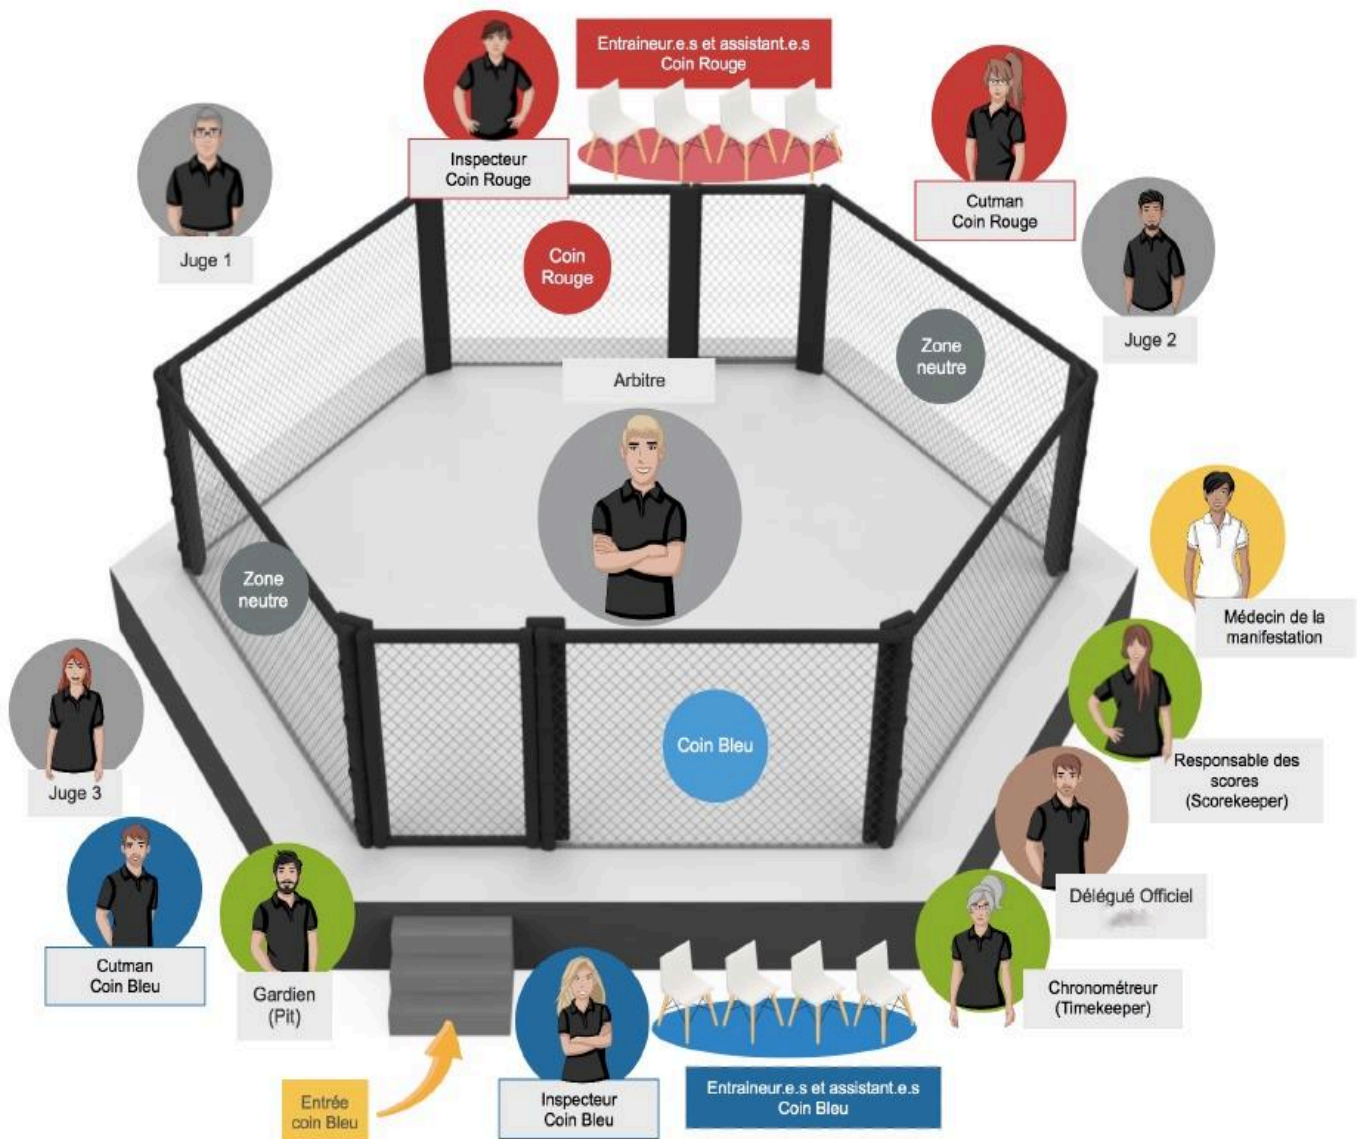 Entraineur.e.s et assistant.e.s
Coin Rouge
Inspecteur
Coin Rouge
Cutman
Coin Rouge
Juge 1
Juge 2
Coin
Rouge
Zone
neutre
Arbitre
Zone
neutre
Médecin de la
manifestation
Coin Bleu
Responsable des
scores
(Scorekeeper)
Juge 3
Délégué Officiel
Cutman
Coin Bleu
Gardien
(Pit)
Chronométreur
(Timekeeper)
Entrée
coin Bleu
Inspecteur
Coin Bleu
Entraineur.e.s et assistant.e.s
Coin Bleu